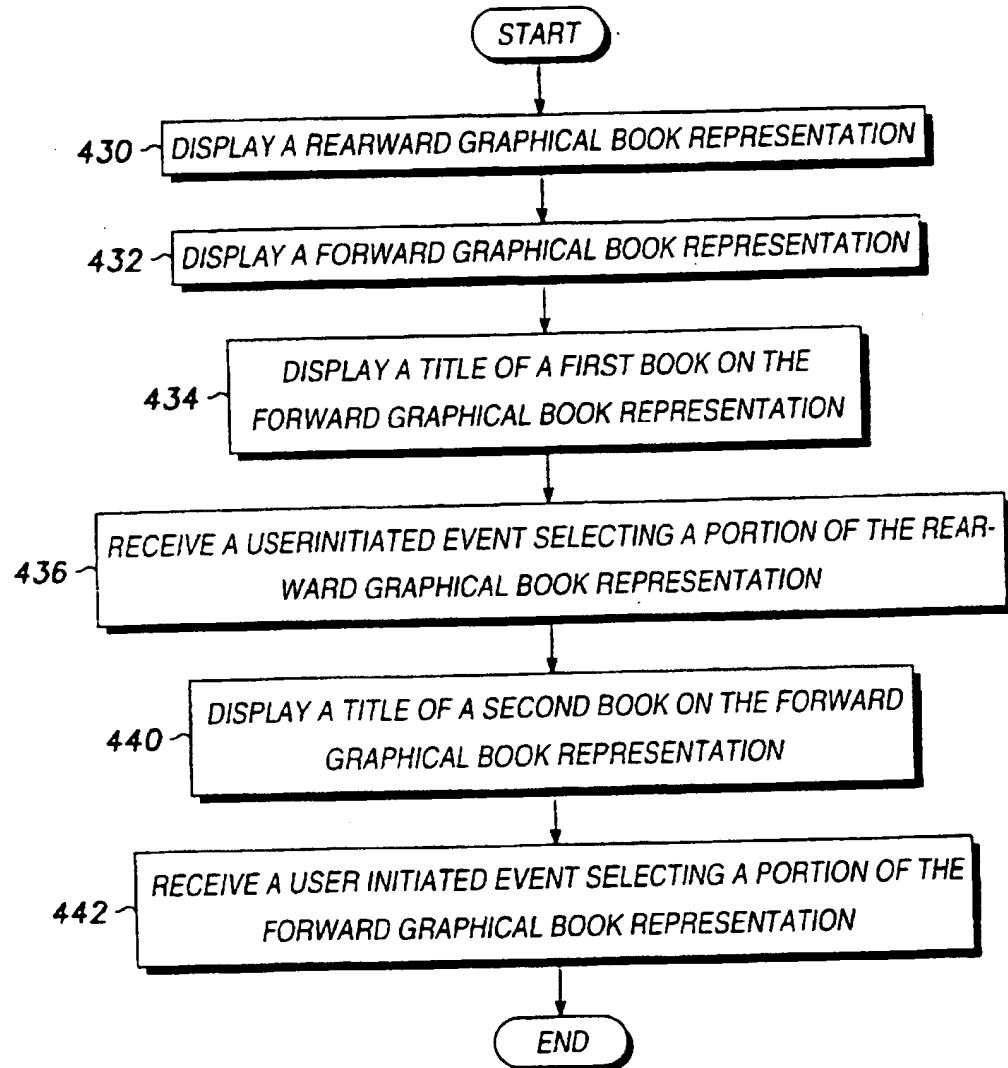 START
430 DISPLAY A REARWARD GRAPHICAL BOOK REPRESENTATION
432 DISPLAY A FORWARD GRAPHICAL BOOK REPRESENTATION
DISPLAY A TITLE OF A FIRST BOOK ON THE
434
FORWARD GRAPHICAL BOOK REPRESENTATION
RECEIVE A USERINITIATED EVENT SELECTING A PORTION OF THE REAR-
436
WARD GRAPHICAL BOOK REPRESENTATION
DISPLAY A TITLE OF A SECOND BOOK ON THE FORWARD
440
GRAPHICAL BOOK REPRESENTATION
RECEIVE A USER INITIATED EVENT SELECTING A PORTION OF THE
442
FORWARD GRAPHICAL BOOK REPRESENTATION
END